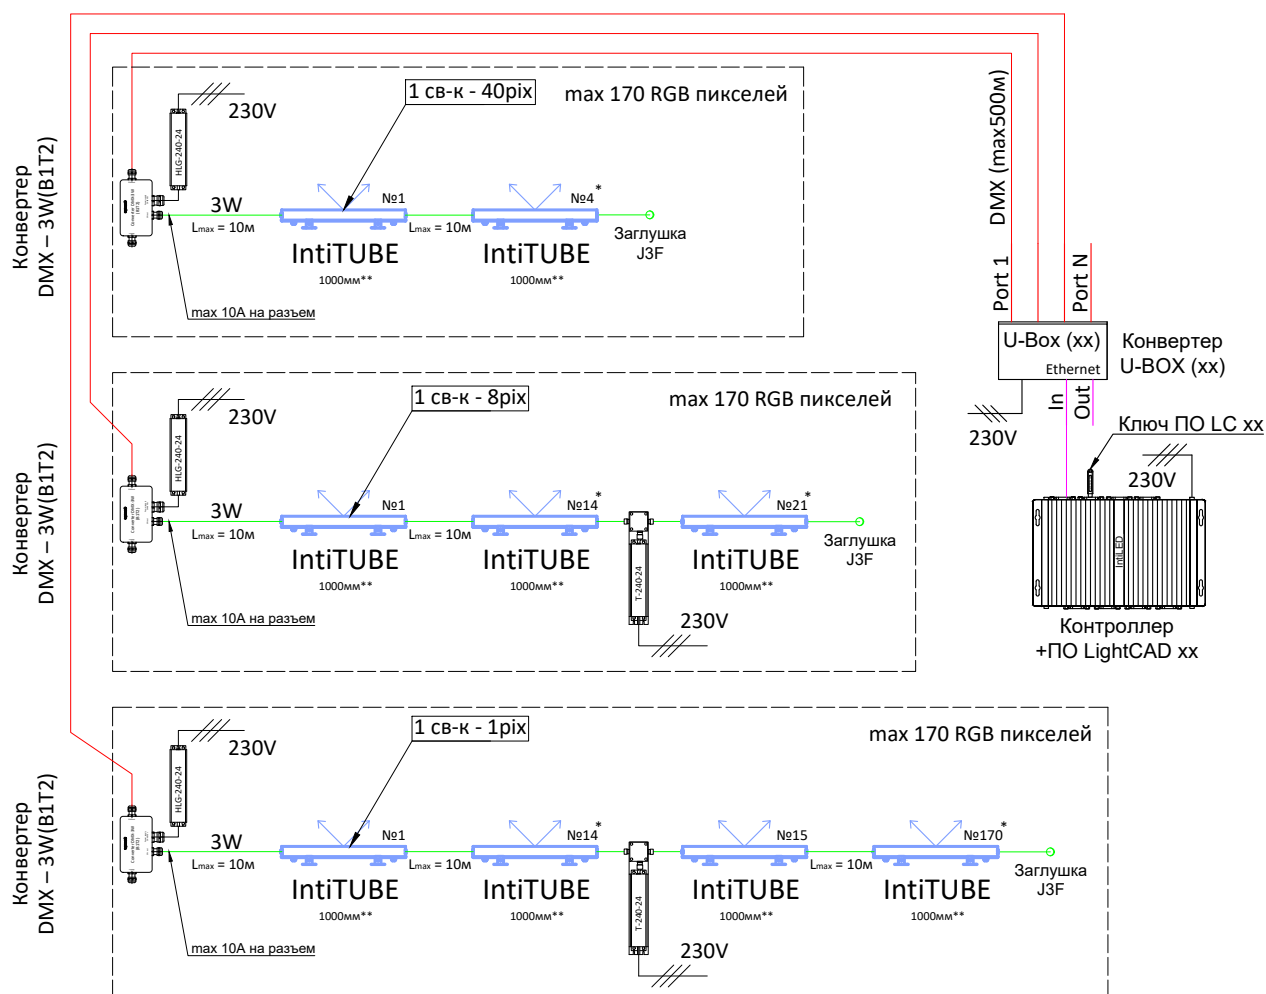 1 св-к - 40pix
max 170 RGB пикселей
230V
HLG-240-24
Конвертер
DMX – 3W(B1T2)
3W
Lmax = 10м
№1
IntiTUBE
1000мм**
Lmax = 10м
№4*
IntiTUBE
1000мм**
Заглушка
J3F
max 10А на разъем
DMX (max500м)
Port 1
Port N
U-Box (xx)
Ethernet
Конвертер
U-BOX (xx)
230V
In
Out
Ключ ПО LC xx
230V
IntiLED
Контроллер
+ПО LightCAD xx
1 св-к - 8pix
max 170 RGB пикселей
230V
HLG-240-24
Конвертер
DMX – 3W(B1T2)
3W
Lmax = 10м
№1
IntiTUBE
1000мм**
Lmax = 10м
№14*
IntiTUBE
1000мм**
T-240-24
230V
№21*
IntiTUBE
1000мм**
Заглушка
J3F
max 10А на разъем
1 св-к - 1pix
max 170 RGB пикселей
230V
HLG-240-24
Конвертер
DMX – 3W(B1T2)
3W
Lmax = 10м
№1
IntiTUBE
1000мм**
Lmax = 10м
№14*
IntiTUBE
1000мм**
T-240-24
230V
№15
IntiTUBE
1000мм**
Lmax = 10м
№170*
IntiTUBE
1000мм**
Заглушка
J3F
max 10А на разъем